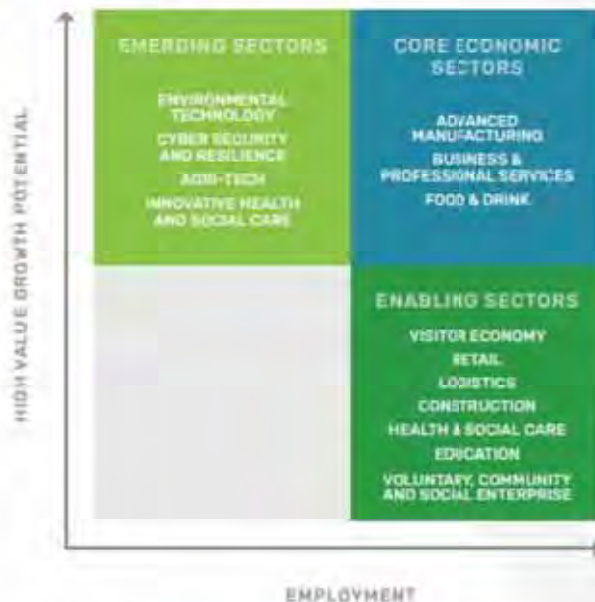 HIGH VALUE GROWTH POTENTIAL
EMERGING SECTORS
ENVIRONMENTAL
TECHNOLOGY
CYBER SECURITY
AND RESILIENCE
AGRI-TECH
INNOVATIVE HEALTH
AND SOCIAL CARE
CORE ECONOMIC
SECTORS
ADVANCED
MANUFACTURING
BUSINESS &
PROFESSIONAL SERVICES
FOOD & DRINK
ENABLING SECTORS
VISITOR ECONOMY
RETAIL
LOGISTICS
CONSTRUCTION
HEALTH & SOCIAL CARE
EDUCATION
VOLUNTARY, COMMUNITY
AND SOCIAL ENTERPRISE
EMPLOYMENT